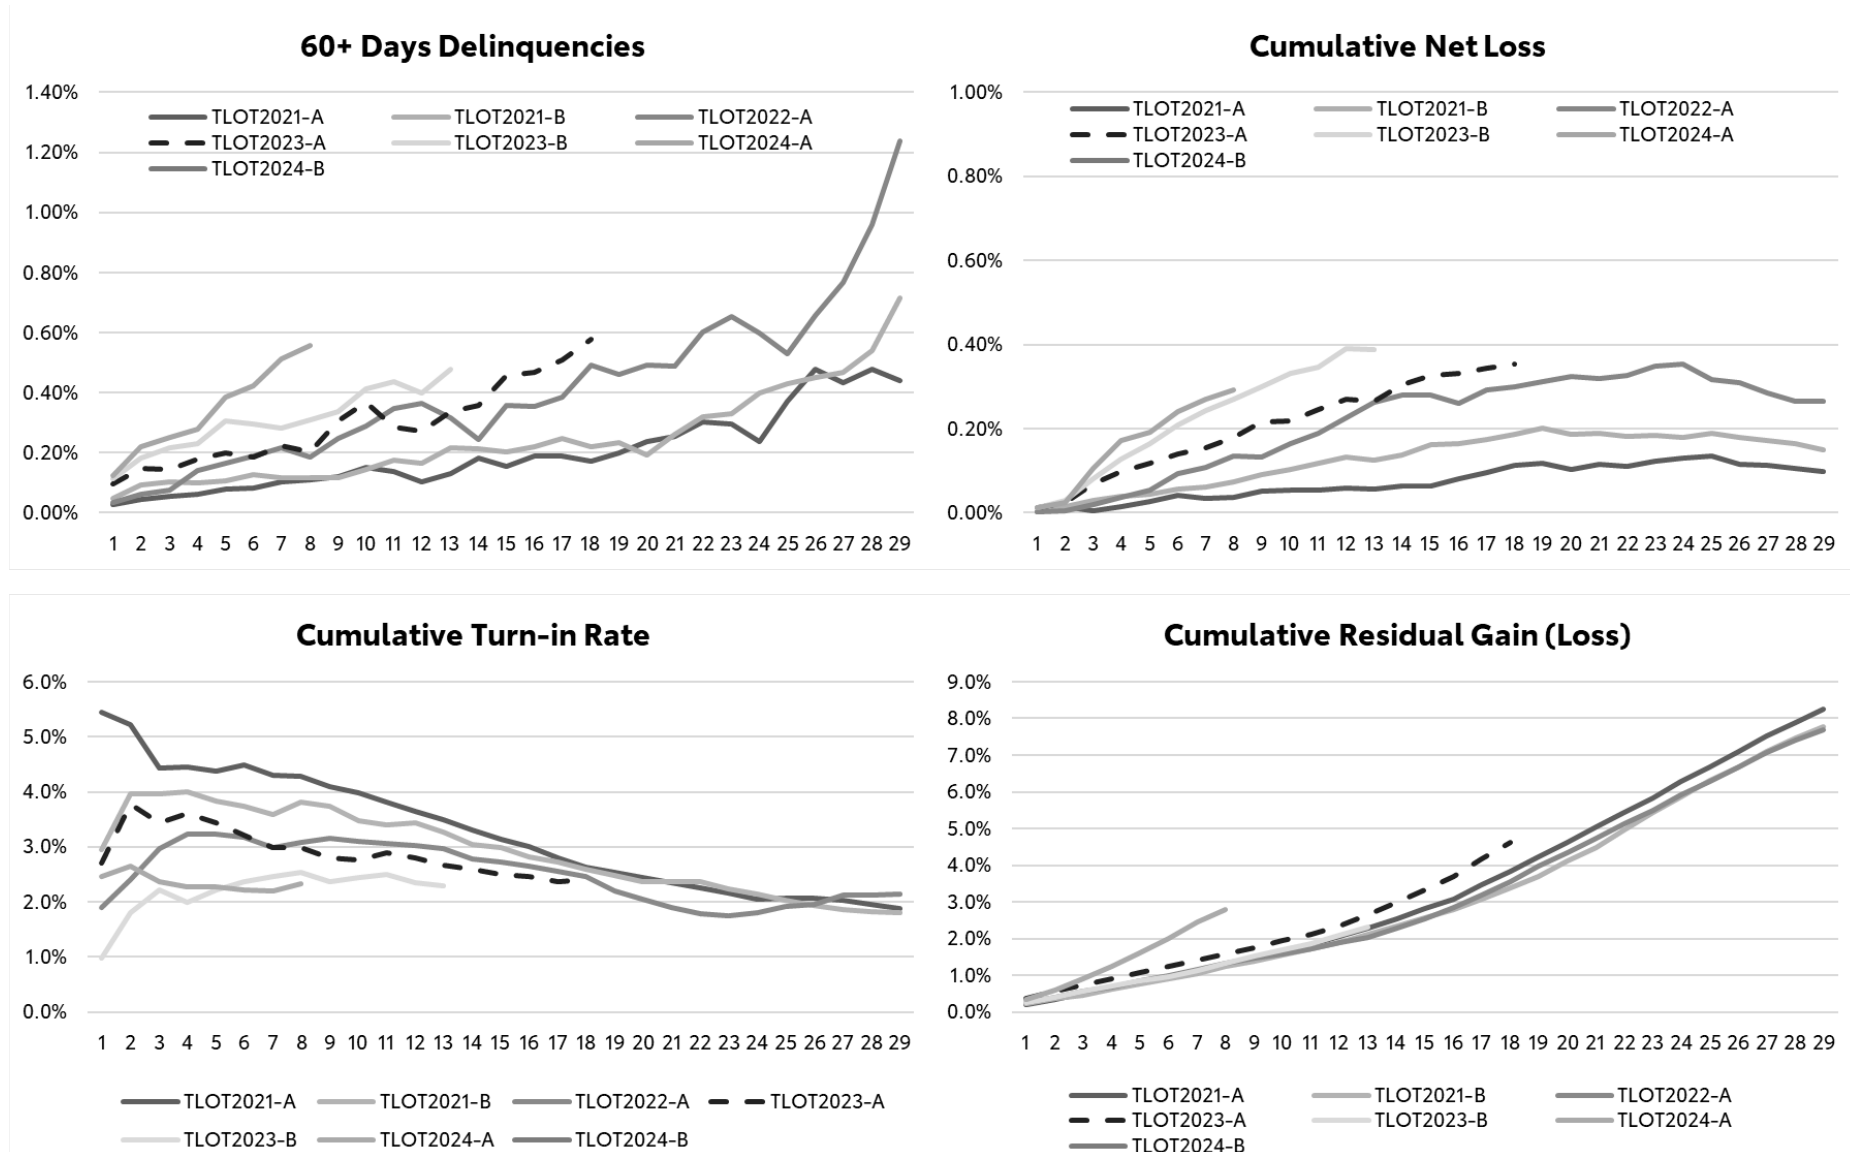 60+ Days Delinquencies
1.40%
1.20%
1.00%
0.80%
0.60%
0.40%
0.20%
0.00%
TLOT2021-A TLOT2021-B TLOT2022-A
TLOT2023-A TLOT2023-B TLOT2024-A
TLOT2024-B
1 2 3 4 5 6 7 8 9 10 11 12 13 14 15 16 17 18 19 20 21 22 23 24 25 26 27 28 29
Cumulative Net Loss
1.00%
0.80%
0.60%
0.40%
0.20%
0.00%
TLOT2021-A TLOT2021-B TLOT2022-A
TLOT2023-A TLOT2023-B TLOT2024-A
TLOT2024-B
1 2 3 4 5 6 7 8 9 10 11 12 13 14 15 16 17 18 19 20 21 22 23 24 25 26 27 28 29
Cumulative Turn-in Rate
6.0%
5.0%
4.0%
3.0%
2.0%
1.0%
0.0%
1 2 3 4 5 6 7 8 9 10 11 12 13 14 15 16 17 18 19 20 21 22 23 24 25 26 27 28 29
TLOT2021-A TLOT2021-B TLOT2022-A TLOT2023-A
TLOT2023-B TLOT2024-A TLOT2024-B
Cumulative Residual Gain (Loss)
9.0%
8.0%
7.0%
6.0%
5.0%
4.0%
3.0%
2.0%
1.0%
0.0%
1 2 3 4 5 6 7 8 9 10 11 12 13 14 15 16 17 18 19 20 21 22 23 24 25 26 27 28 29
TLOT2021-A TLOT2021-B TLOT2022-A
TLOT2023-A TLOT2023-B TLOT2024-A
TLOT2024-B